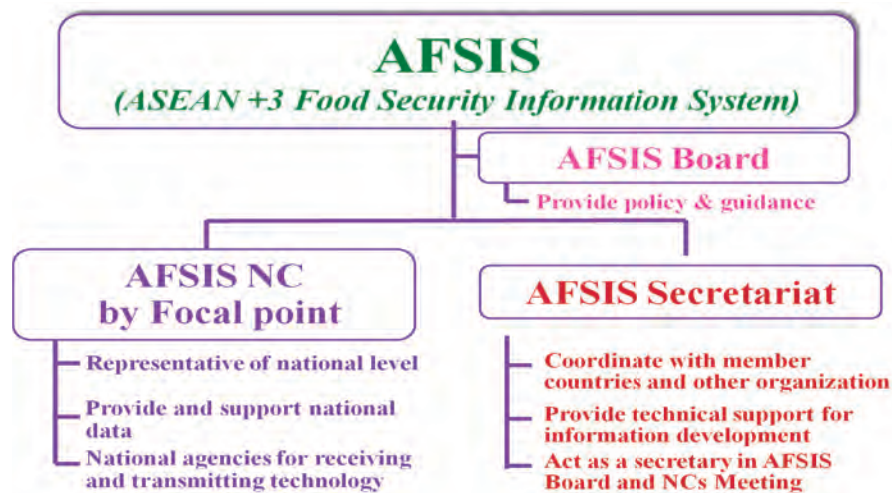 AFSIS
(ASEAN +3 Food Security Information System)
AFSIS Board
Provide policy & guidance
AFSIS NC
by Focal point
Representative of national level
Provide and support national
data
National agencies for receiving
and transmitting technology
AFSIS Secretariat
Coordinate with member
countries and other organization
Provide technical support for
information development
Act as a secretary in AFSIS
Board and NCs Meeting